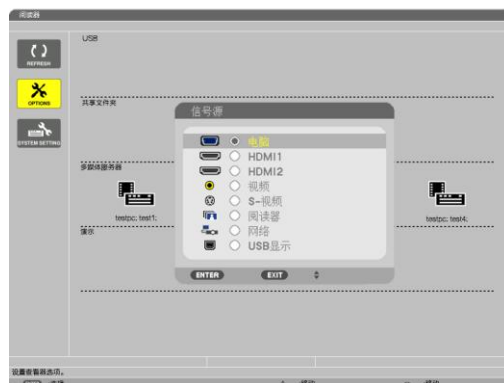 阅读器
USB
REFRESH
OPTIONS
共享文件夹
SYSTEM SETTING
信号源
电脑
HDMI1
HDMI2
视频
S-视频
阅读器
网络
USB显示
ENTER EXIT
多媒体服务器
testpc: test1; testpc: test4;
演示
设置查看器选项。